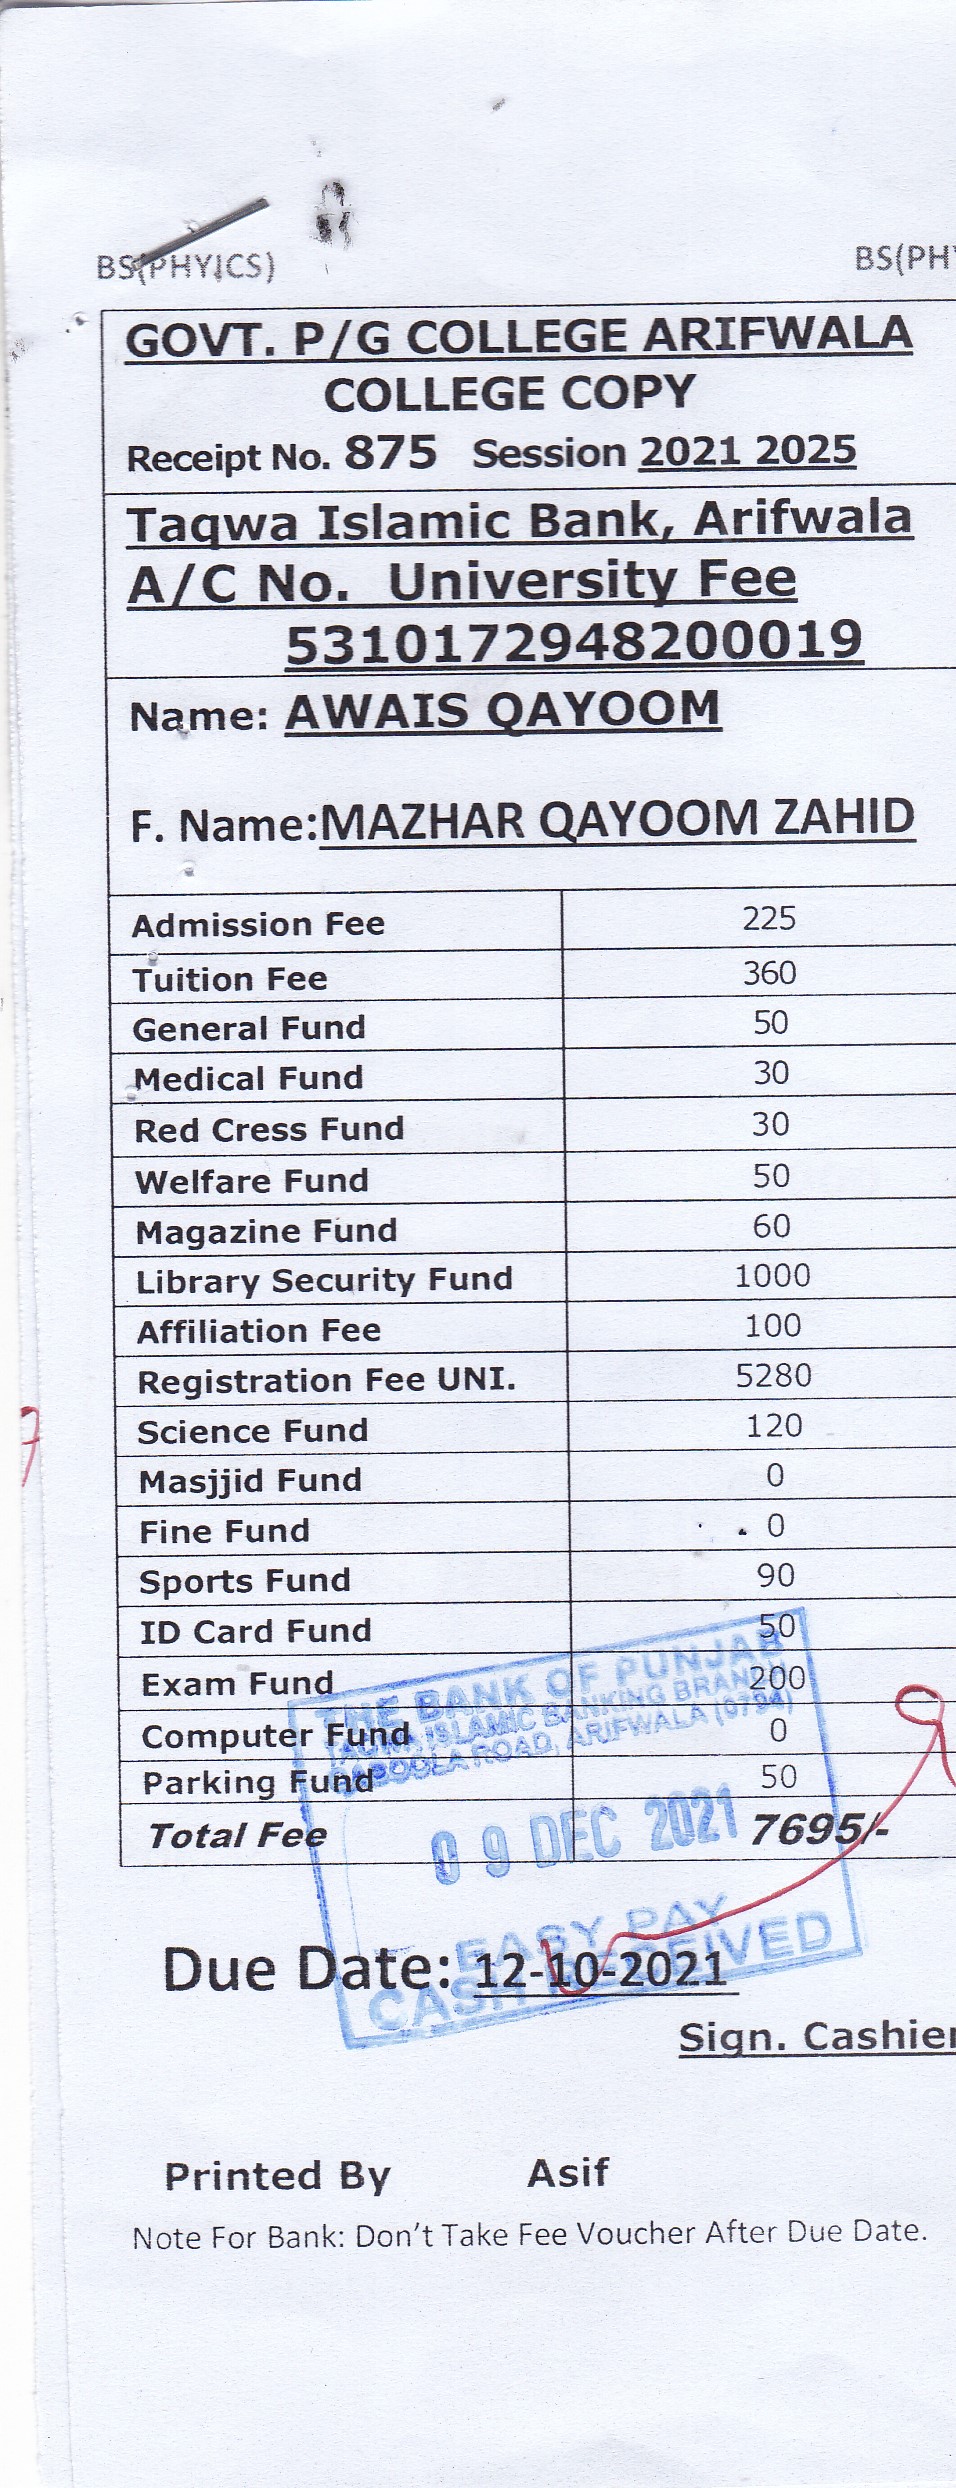 BS(PHYICS) BS(PH
GOVT. P/G COLLEGE ARIFWALA
COLLEGE COPY
Receipt No. 875 Session 2021 2025
Taqwa Islamic Bank, Arifwala
A/C No. University Fee
5310172948200019
Name: AWAIS QAYOOM
F. Name: MAZHAR QAYOOM ZAHID
Admission Fee 225
Tuition Fee 360
General Fund 50
Medical Fund 30
Red Cress Fund 30
Welfare Fund 50
Magazine Fund 60
Library Security Fund 1000
Affiliation Fee 100
Registration Fee UNI. 5280
Science Fund 120
Masjjid Fund 0
Fine Fund 0
Sports Fund 90
ID Card Fund 50
Exam Fund 200
Computer Fund 0
Parking Fund 50
Total Fee 7695/-
THE BANK OF PUNJAB
ISLAMIC BANKING BRANCH
ROAD, ARIFWALA (0794)
09 DEC 2021
EASY PAY
CASH RECEIVED
Due Date: 12-10-2021
Sign. Cashier
Printed By Asif
Note For Bank: Don't Take Fee Voucher After Due Date.